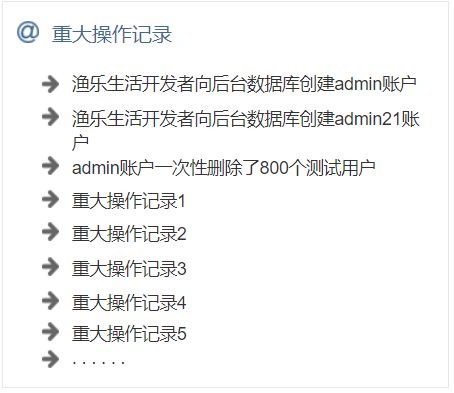 @ 重大操作记录
渔乐生活开发者向后台数据库创建admin账户
渔乐生活开发者向后台数据库创建admin21账
户
admin账户一次性删除了800个测试用户
重大操作记录1
重大操作记录2
重大操作记录3
重大操作记录4
重大操作记录5
. . . . . .